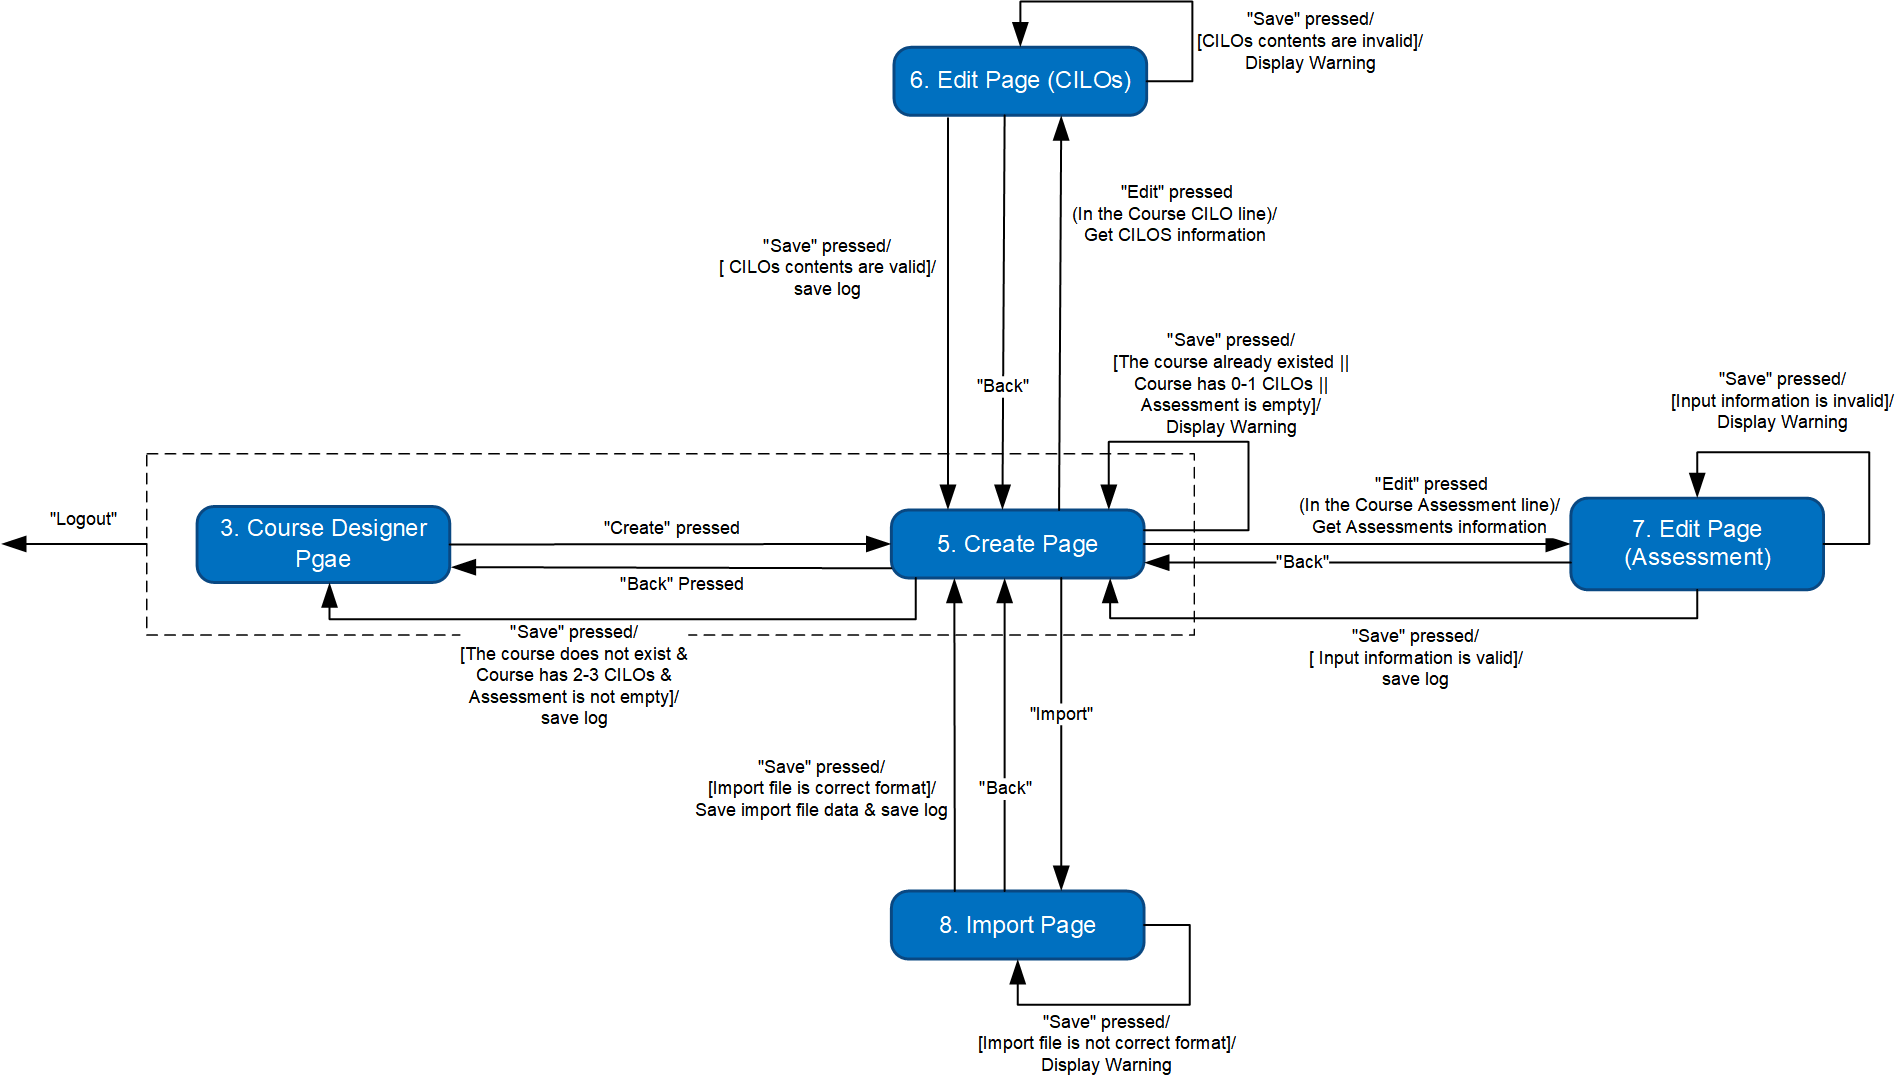 "Save" pressed/
[CILOs contents are invalid]/
Display Warning
6. Edit Page (CILOs)
"Edit" pressed
(In the Course CILO line)/
Get CILOS information
"Save" pressed/
[ CILOs contents are valid]/
save log
"Back"
"Save" pressed/
[The course already existed ||
Course has 0-1 CILOs ||
Assessment is empty]/
Display Warning
"Save" pressed/
[Input information is invalid]/
Display Warning
"Logout"
3. Course Designer
Pgae
"Create" pressed
"Back" Pressed
5. Create Page
"Edit" pressed
(In the Course Assessment line)/
Get Assessments information
"Back"
7. Edit Page
(Assessment)
"Save" pressed/
[The course does not exist &
Course has 2-3 CILOs &
Assessment is not empty]/
save log
"Save" pressed/
[ Input information is valid]/
save log
"Import"
"Save" pressed/
[Import file is correct format]/
Save import file data & save log
"Back"
8. Import Page
"Save" pressed/
[Import file is not correct format]/
Display Warning